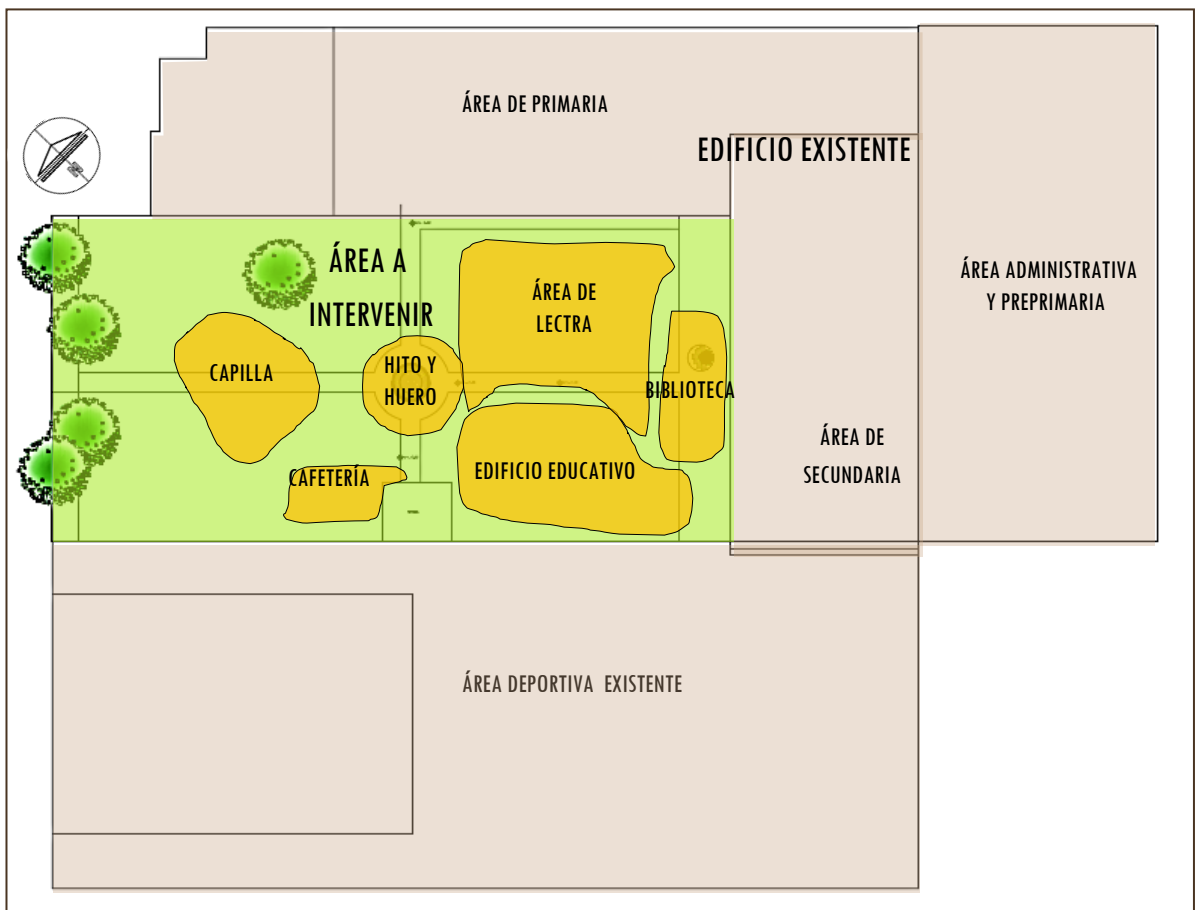 ÁREA DE PRIMARIA
EDIFICIO EXISTENTE
ÁREA A
INTERVENIR
ÁREA DE
LECTRA
ÁREA ADMINISTRATIVA
Y PREPRIMARIA
CAPILLA
HITO Y
HUERO
BIBLIOTECA
ÁREA DE
SECUNDARIA
CAFETERÍA
EDIFICIO EDUCATIVO
ÁREA DEPORTIVA EXISTENTE